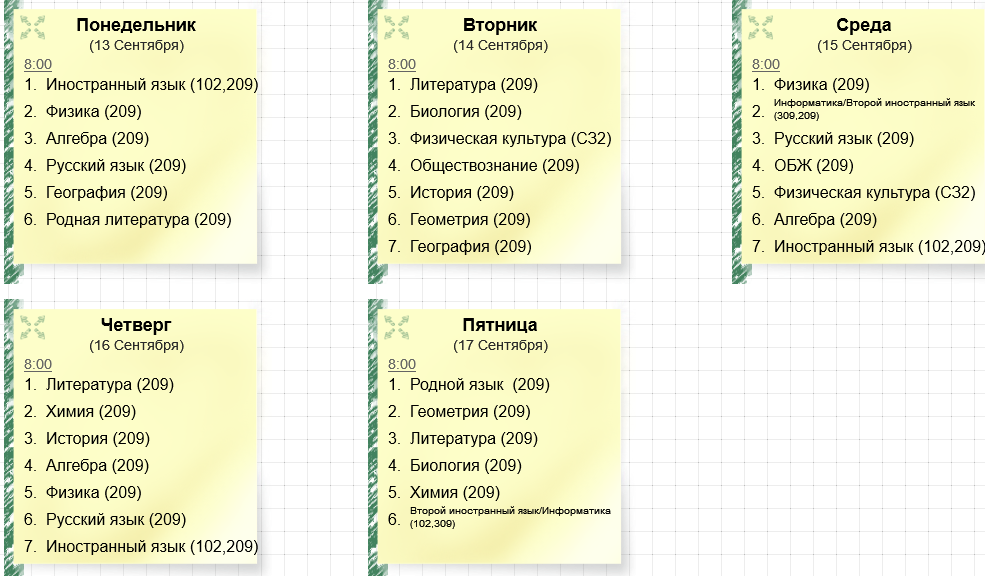 Понедельник
(13 Сентября)
8:00
1. Иностранный язык (102,209)
2. Физика (209)
3. Алгебра (209)
4. Русский язык (209)
5. География (209)
6. Родная литература (209)
Вторник
(14 Сентября)
8:00
1. Литература (209)
2. Биология (209)
3. Физическая культура (СЗ2)
4. Обществознание (209)
5. История (209)
6. Геометрия (209)
7. География (209)
Среда
(15 Сентября)
8:00
1. Физика (209)
2. Информатика/Второй иностранный язык
(309,209)
3. Русский язык (209)
4. ОБЖ (209)
5. Физическая культура (СЗ2)
6. Алгебра (209)
7. Иностранный язык (102,209)
Четверг
(16 Сентября)
8:00
1. Литература (209)
2. Химия (209)
3. История (209)
4. Алгебра (209)
5. Физика (209)
6. Русский язык (209)
7. Иностранный язык (102,209)
Пятница
(17 Сентября)
8:00
1. Родной язык (209)
2. Геометрия (209)
3. Литература (209)
4. Биология (209)
5. Химия (209)
6. Второй иностранный язык/Информатика
(102,309)